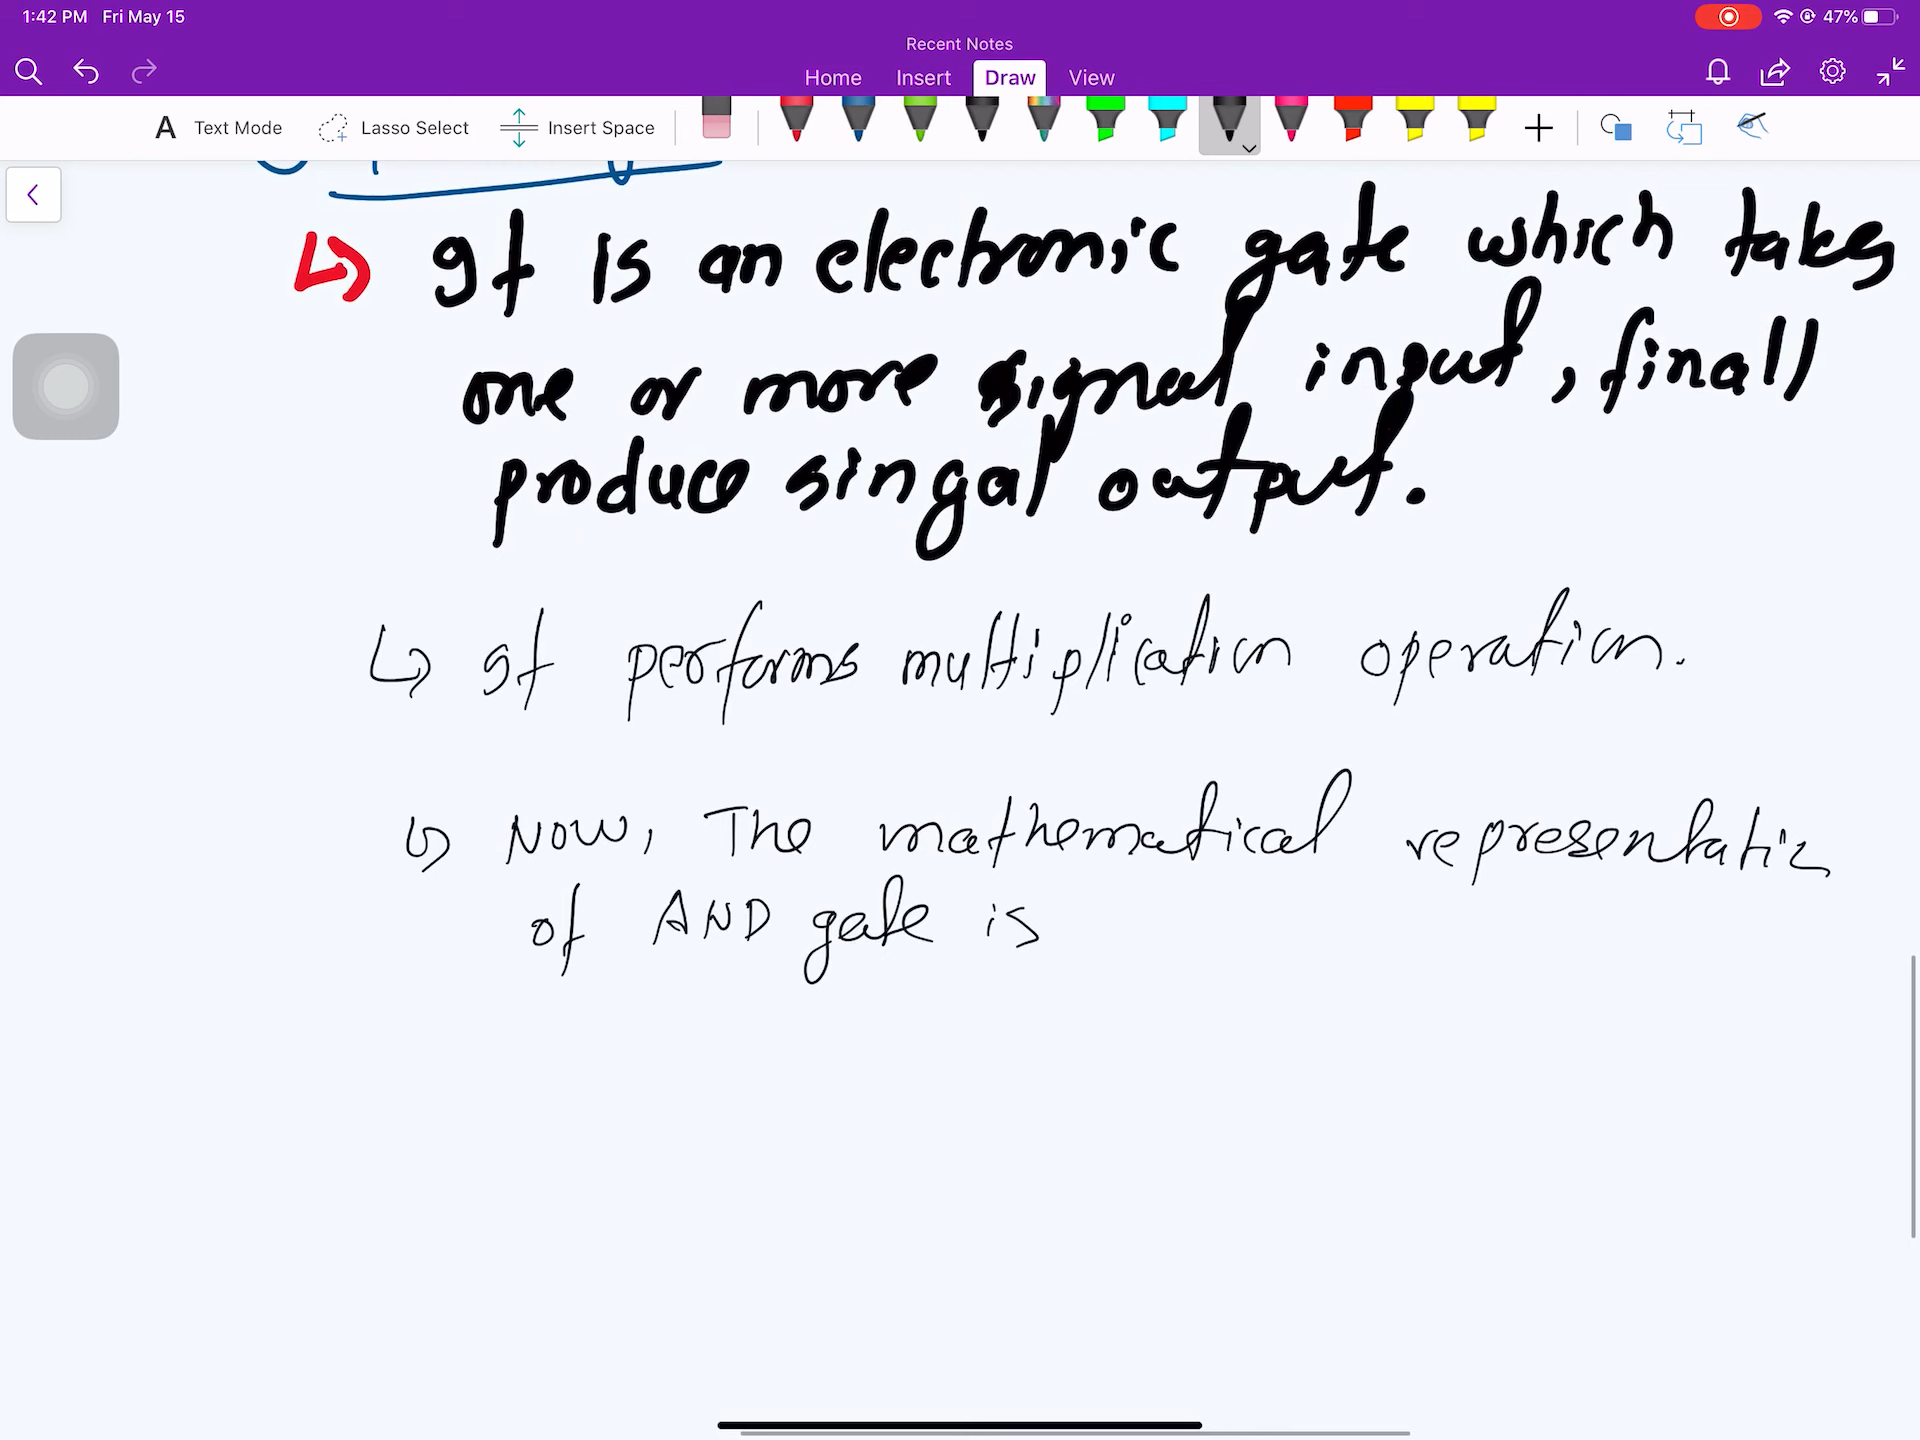 1:42 PM Fri May 15
47%
Recent Notes
Home Insert Draw View
A Text Mode Lasso Select Insert Space
It is an electronic gate which takes
one or more signal input, finall
produce singal output.
It performs multiplication operation.
Now, The mathematical representatin
of AND gate is